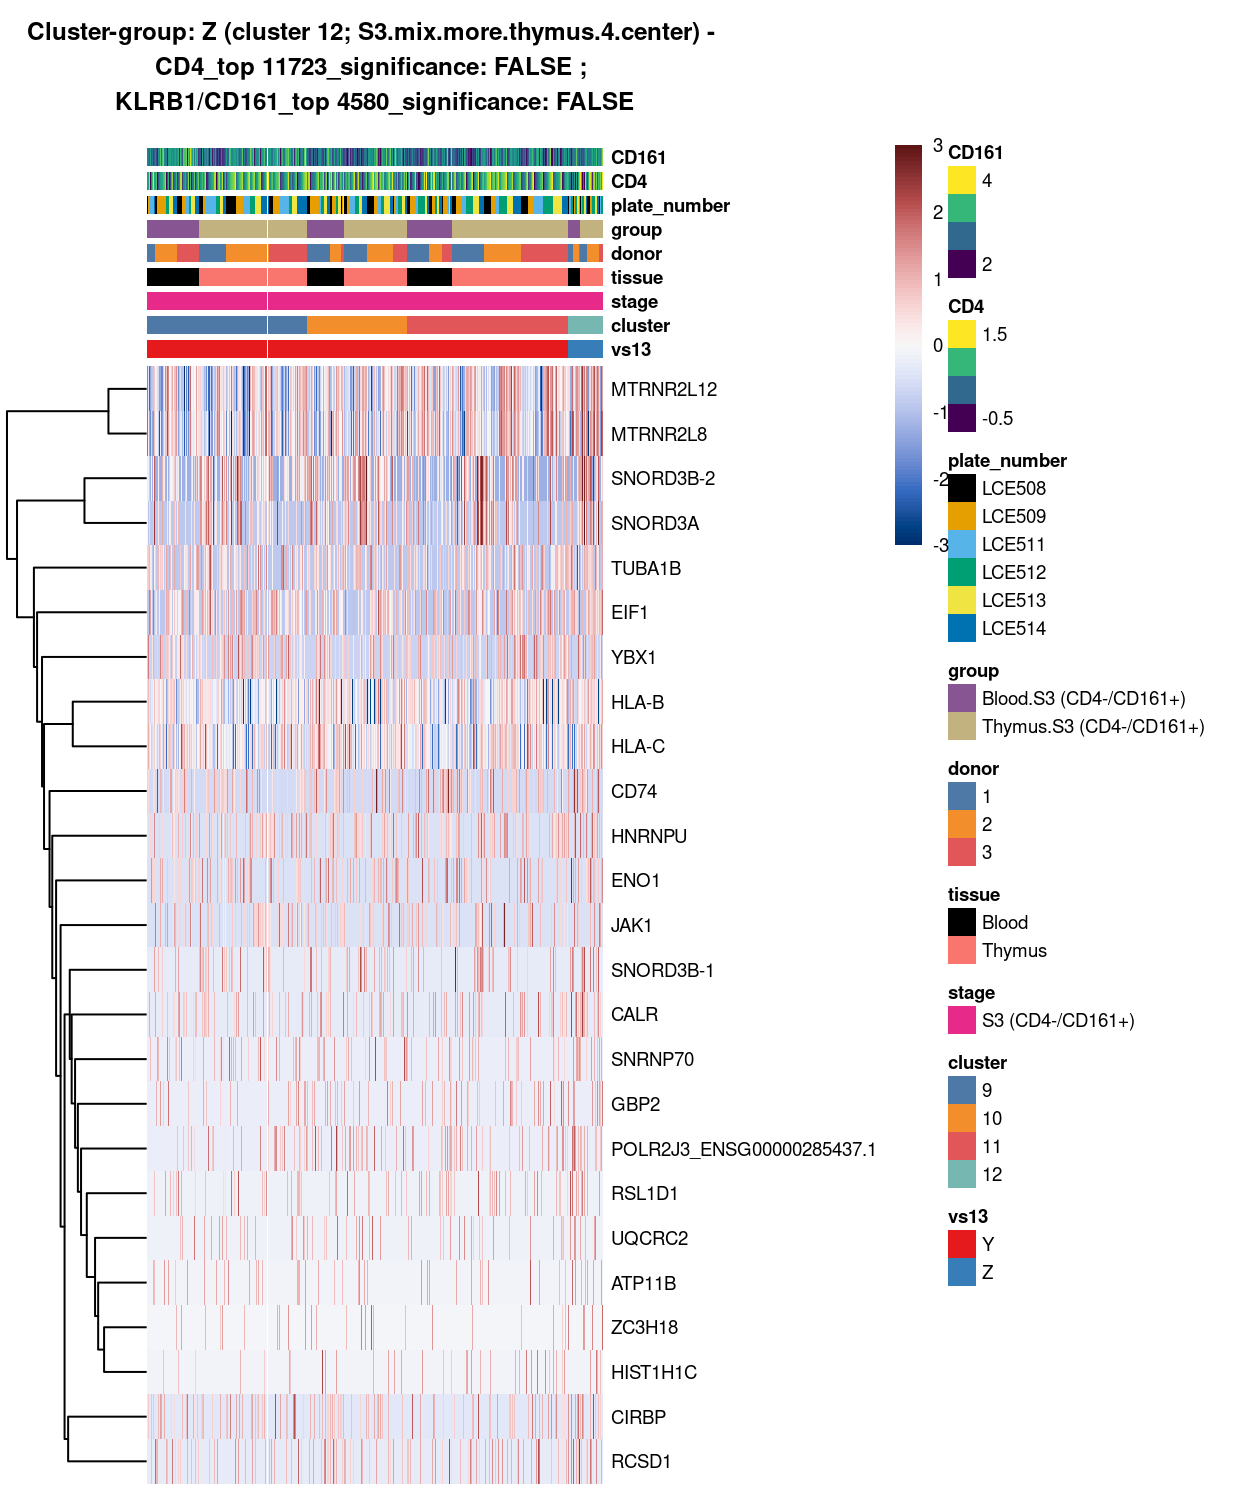 Cluster-group: Z (cluster 12; S3.mix.more.thymus.4.center) -
CD4_top 11723_significance: FALSE ;
KLRB1/CD161_top 4580_significance: FALSE
CD161
CD4
plate_number
group
donor
tissue
stage
cluster
vs13
MTRNR2L12
MTRNR2L8
SNORD3B-2
SNORD3A
TUBA1B
EIF1
YBX1
HLA-B
HLA-C
CD74
HNRNPU
ENO1
JAK1
SNORD3B-1
CALR
SNRNP70
GBP2
POLR2J3_ENSG00000285437.1
RSL1D1
UQCRC2
ATP11B
ZC3H18
HIST1H1C
CIRBP
RCSD1
3
2
1
0
-1
-2
-3
CD161
4
2
CD4
1.5
-0.5
plate_number
LCE508
LCE509
LCE511
LCE512
LCE513
LCE514
group
Blood.S3 (CD4-/CD161+)
Thymus.S3 (CD4-/CD161+)
donor
1
2
3
tissue
Blood
Thymus
stage
S3 (CD4-/CD161+)
cluster
9
10
11
12
vs13
Y
Z